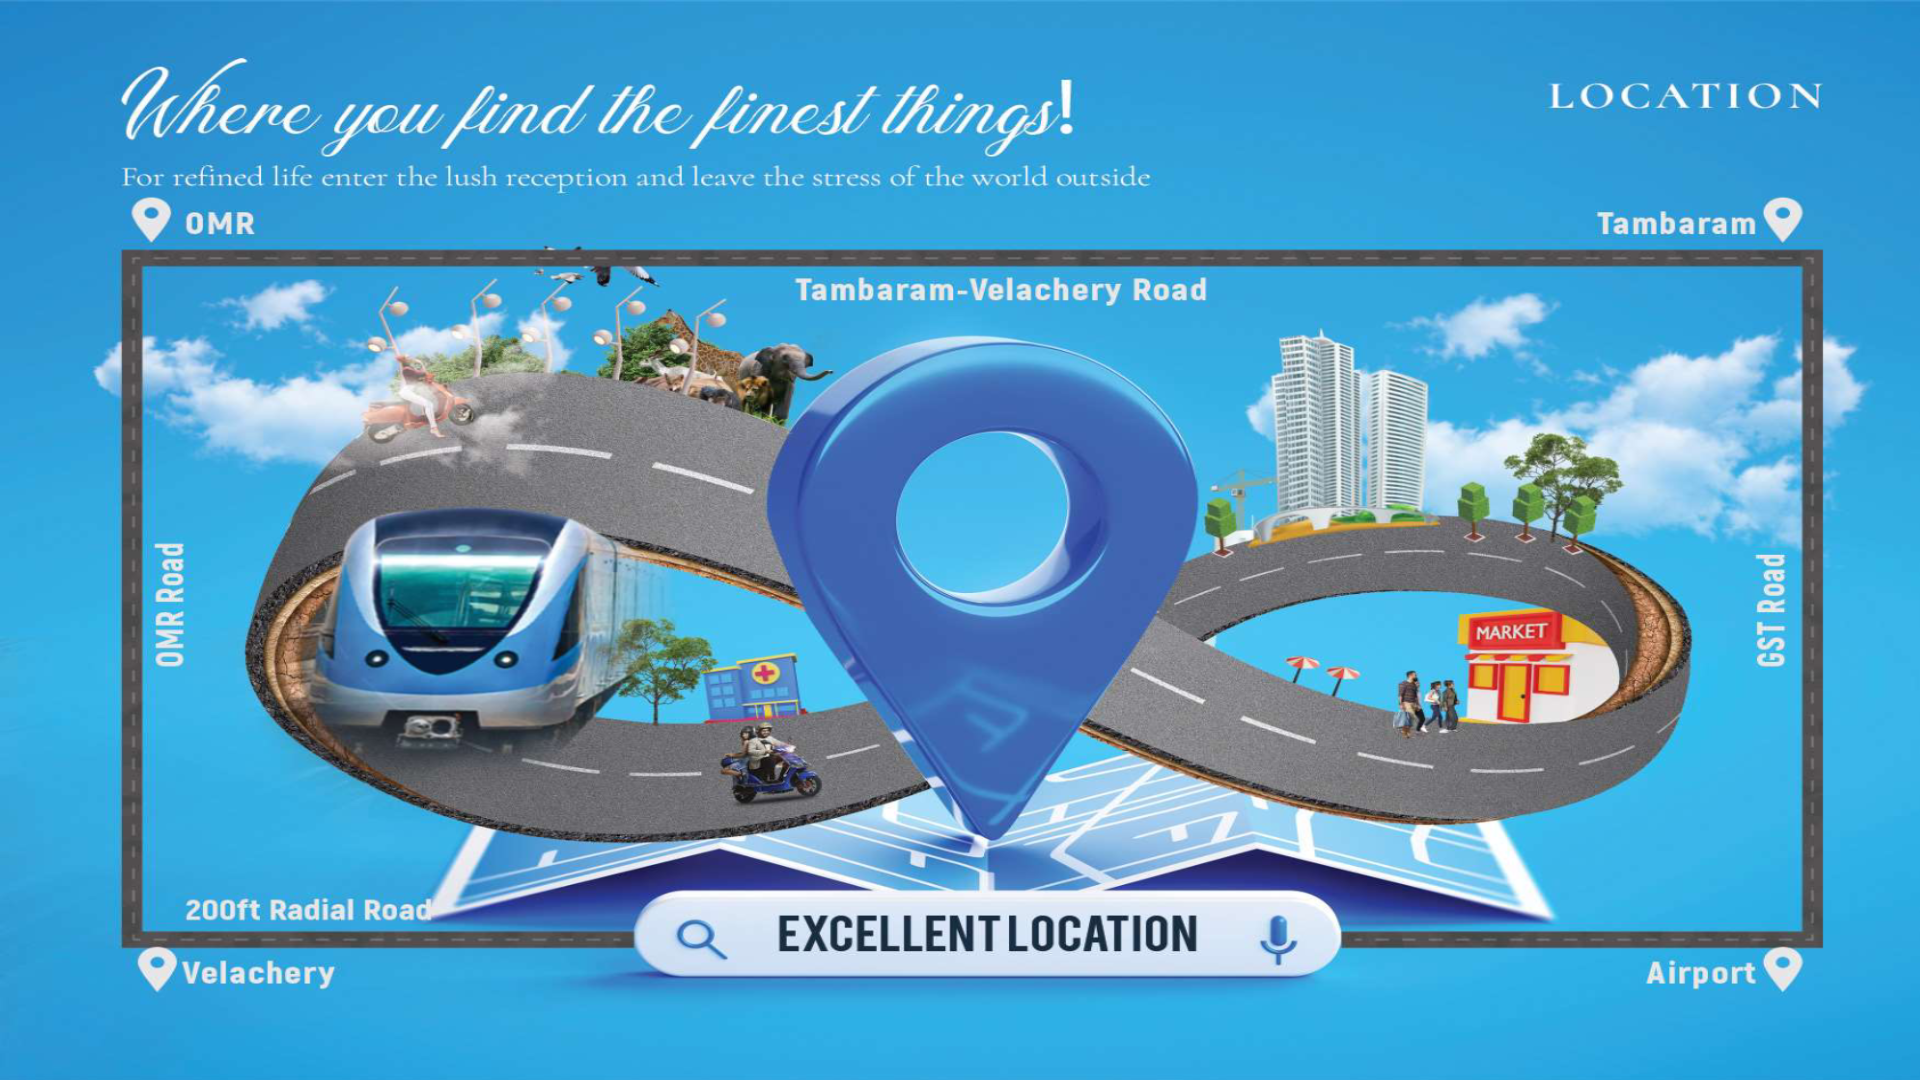 Where you find the finest things!
LOCATION
For refined life enter the lush reception and leave the stress of the world outside
OMR
Tambaram
Tambaram-Velachery Road
OMR Road
GST Road
MARKET
200ft Radial Road
EXCELLENT LOCATION
Velachery
Airport